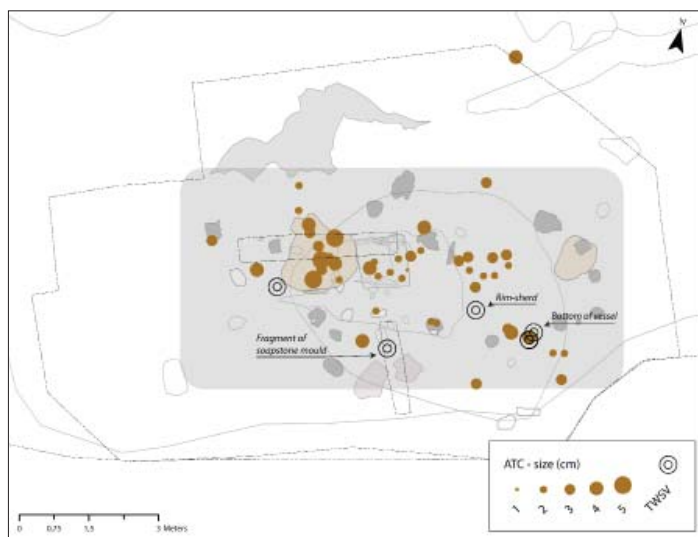 N
Rim-sherd
Bottom of vessel
Fragment of
soapstone mould
ATC - size (cm)
1 2 3 4 5 TWSV
0 0,75 1,5 3 Meters